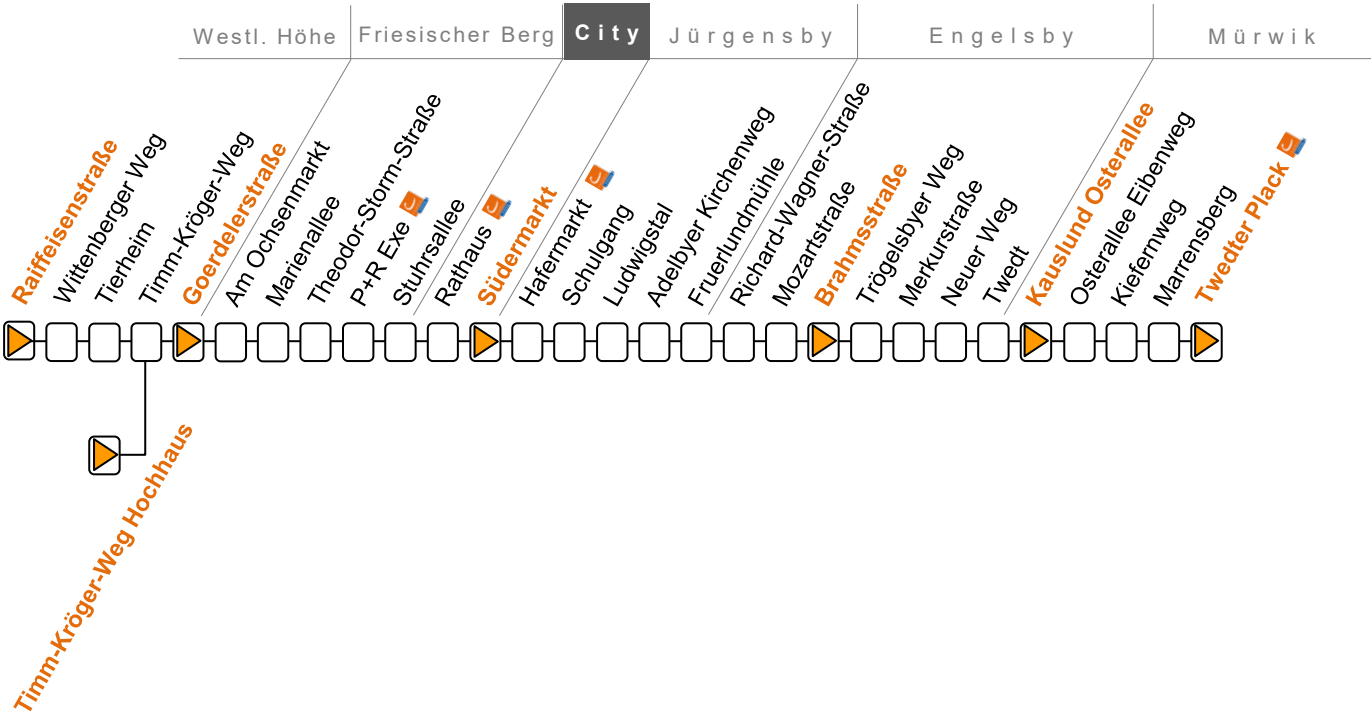 Westl. Höhe
Friesischer Berg
City
Jürgensby
Engelsby
Mürwik
Raiffeisenstraße
Wittenberger Weg
Tierheim
Timm-Kröger-Weg
Goerdelerstraße
Am Ochsenmarkt
Marienallee
Theodor-Storm-Straße
P+R Exe
Stuhrsallee
Rathaus
Südermarkt
Hafermarkt
Schulgang
Ludwigstal
Adelbyer Kirchenweg
Fruerlundmühle
Richard-Wagner-Straße
Mozartstraße
Brahmsstraße
Trögelsbyer Weg
Merkurstraße
Neuer Weg
Twedt
Kauslund Osterallee
Osterallee Eibenweg
Kiefernweg
Marrensberg
Twedter Plack
Timm-Kröger-Weg Hochhaus